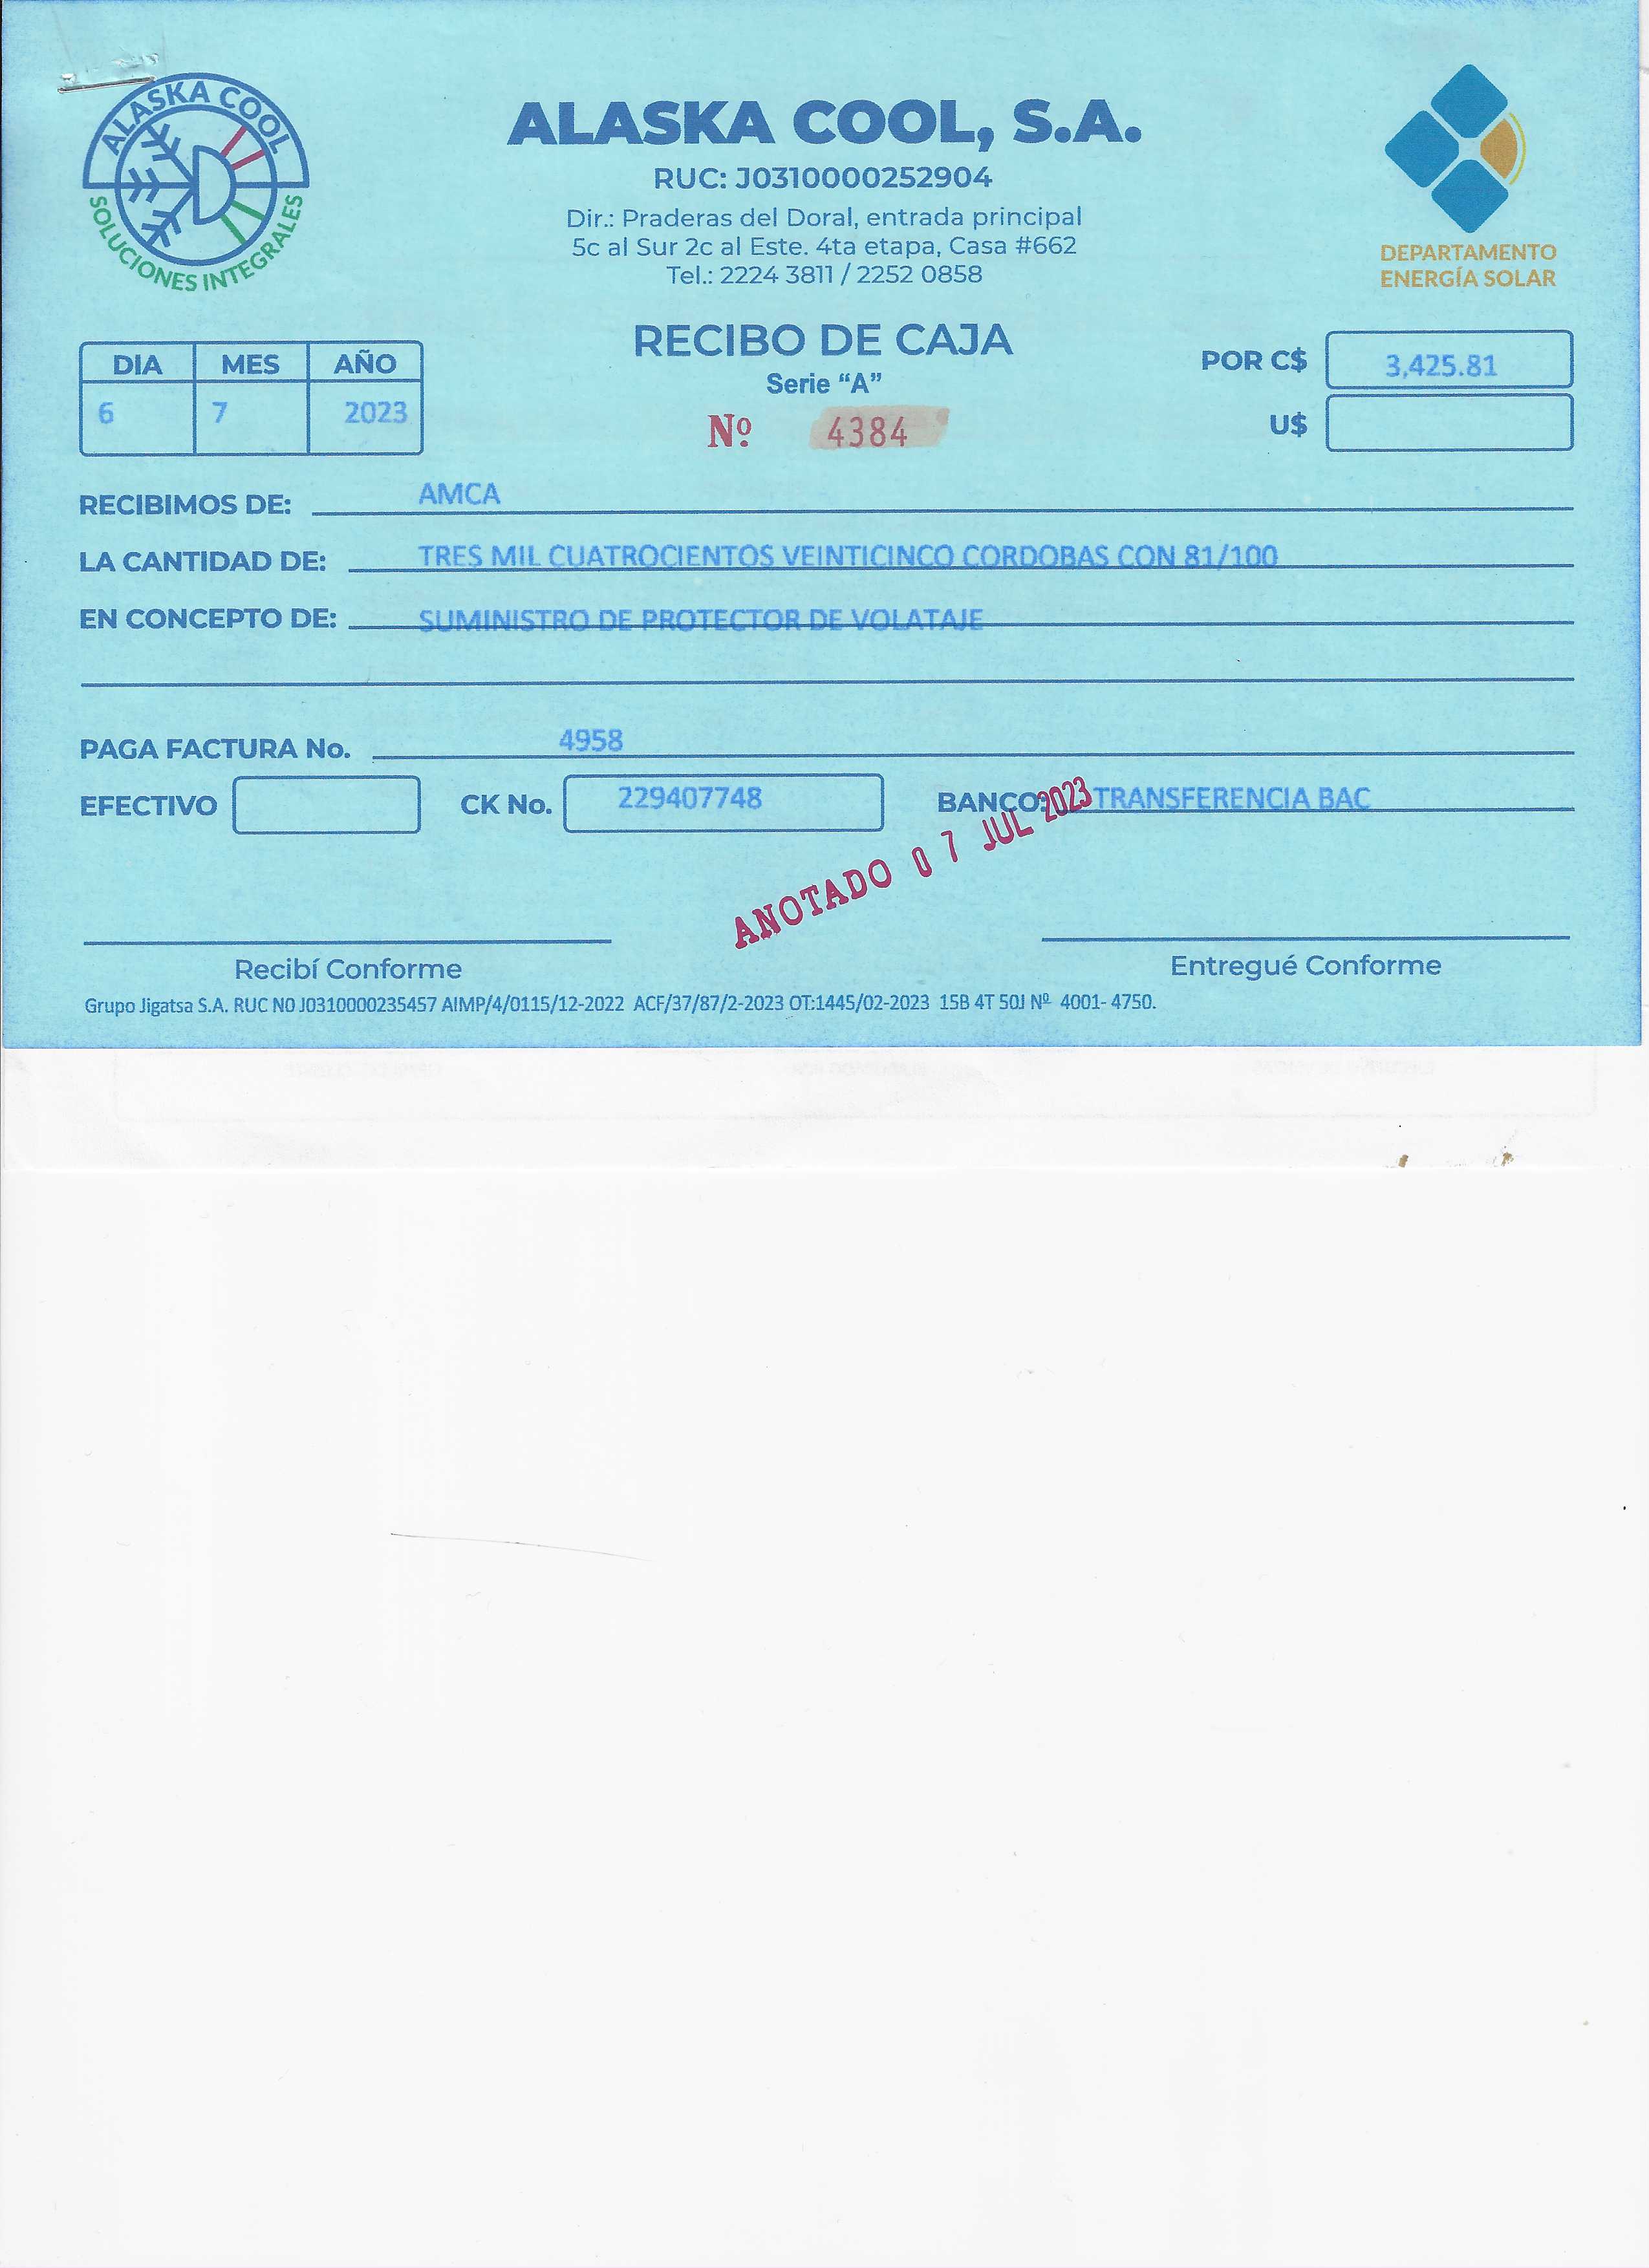 ALASKA COOL
SOLUCIONES INTEGRALES
ALASKA COOL, S.A.
RUC: J0310000252904
Dir.: Praderas del Doral, entrada principal
5c al Sur 2c al Este. 4ta etapa, Casa #662
Tel.: 2224 3811 / 2252 0858
DEPARTAMENTO
ENERGÍA SOLAR
RECIBO DE CAJA
Serie “A”
Nº 4384
DIA MES AÑO
6 7 2023
POR C$ 3,425.81
U$
RECIBIMOS DE: AMCA
LA CANTIDAD DE: TRES MIL CUATROCIENTOS VEINTICINCO CORDOBAS CON 81/100
EN CONCEPTO DE: SUMINISTRO DE PROTECTOR DE VOLATAJE
PAGA FACTURA No. 4958
EFECTIVO CK No. 229407748 BANCO: TRANSFERENCIA BAC
ANOTADO 07 JUL 2023
Recibí Conforme Entregué Conforme
Grupo Jigatsa S.A. RUC N0 J0310000235457 AIMP/4/0115/12-2022 ACF/37/87/2-2023 OT:1445/02-2023 15B 4T 50J Nº 4001- 4750.